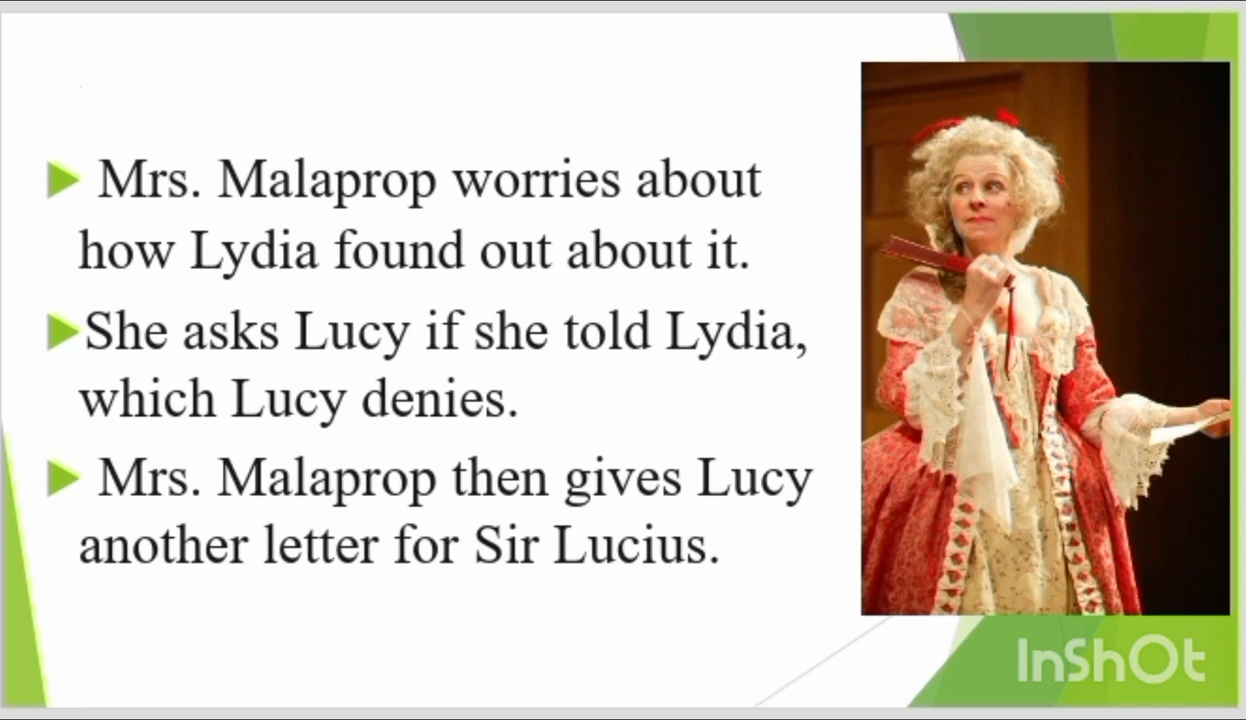 Mrs. Malaprop worries about
how Lydia found out about it.
She asks Lucy if she told Lydia,
which Lucy denies.
Mrs. Malaprop then gives Lucy
another letter for Sir Lucius.
InShOt